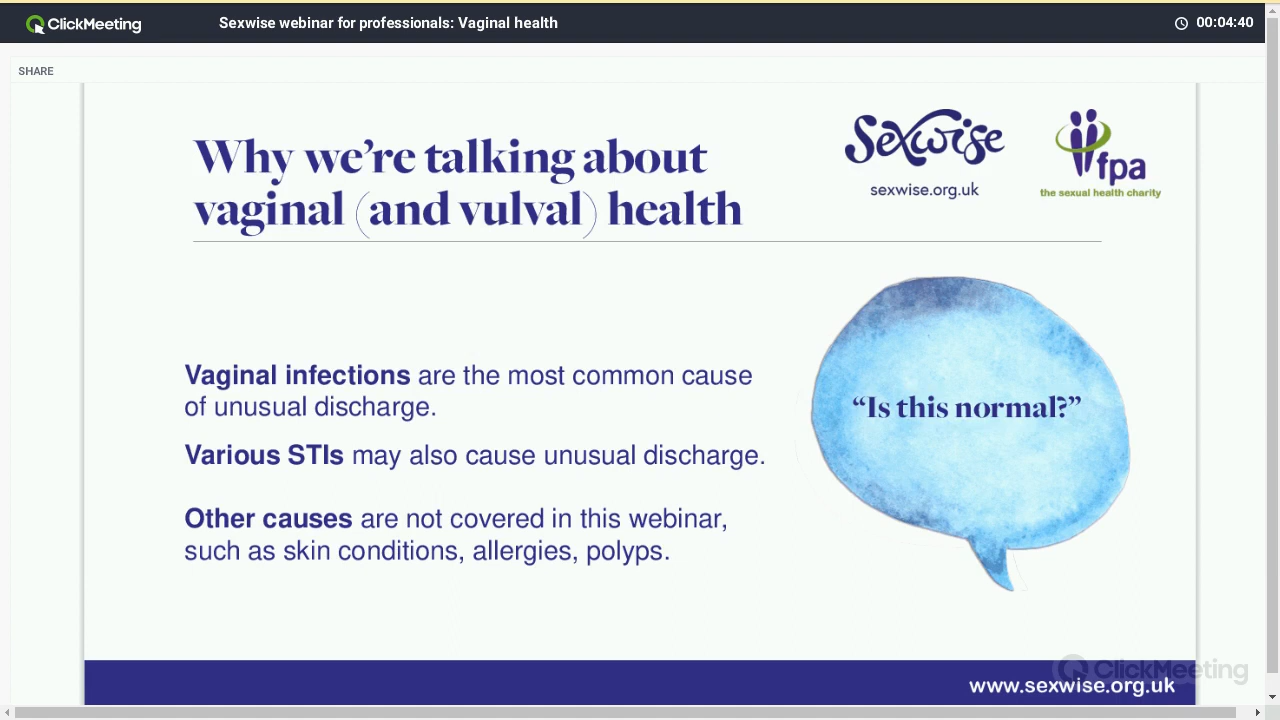 ClickMeeting
Sexwise webinar for professionals: Vaginal health
00:04:40
SHARE
Why we’re talking about
vaginal (and vulval) health
Sexwise
sexwise.org.uk
fpa
the sexual health charity
Vaginal infections are the most common cause
of unusual discharge.
Various STIs may also cause unusual discharge.
Other causes are not covered in this webinar,
such as skin conditions, allergies, polyps.
“Is this normal?”
ClickMeeting
www.sexwise.org.uk